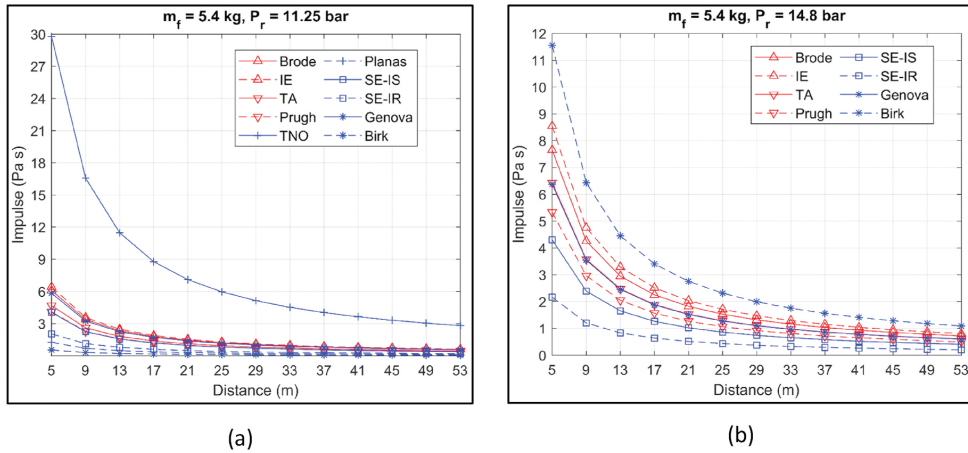 m_f = 5.4 kg, P_r = 11.25 bar
30
27
24
21
18
15
12
9
6
3
Impulse (Pa s)
Brode
IE
TA
Prugh
TNO
Planas
SE-IS
SE-IR
Genova
Birk
5 9 13 17 21 25 29 33 37 41 45 49 53
Distance (m)
(a)
m_f = 5.4 kg, P_r = 14.8 bar
12
11
10
9
8
7
6
5
4
3
2
1
0
Impulse (Pa s)
Brode
IE
TA
Prugh
SE-IS
SE-IR
Genova
Birk
5 9 13 17 21 25 29 33 37 41 45 49 53
Distance (m)
(b)